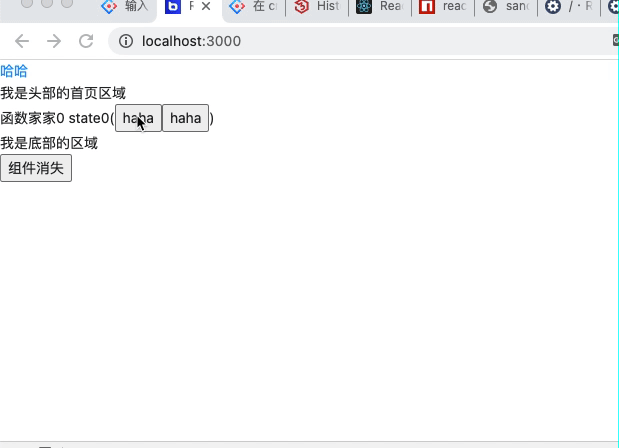 输入
在 c
Hist
Rea
reac
sand
/ · R
localhost:3000
哈哈
我是头部的首页区域
函数家家0 state0(haha haha)
我是底部的区域
组件消失